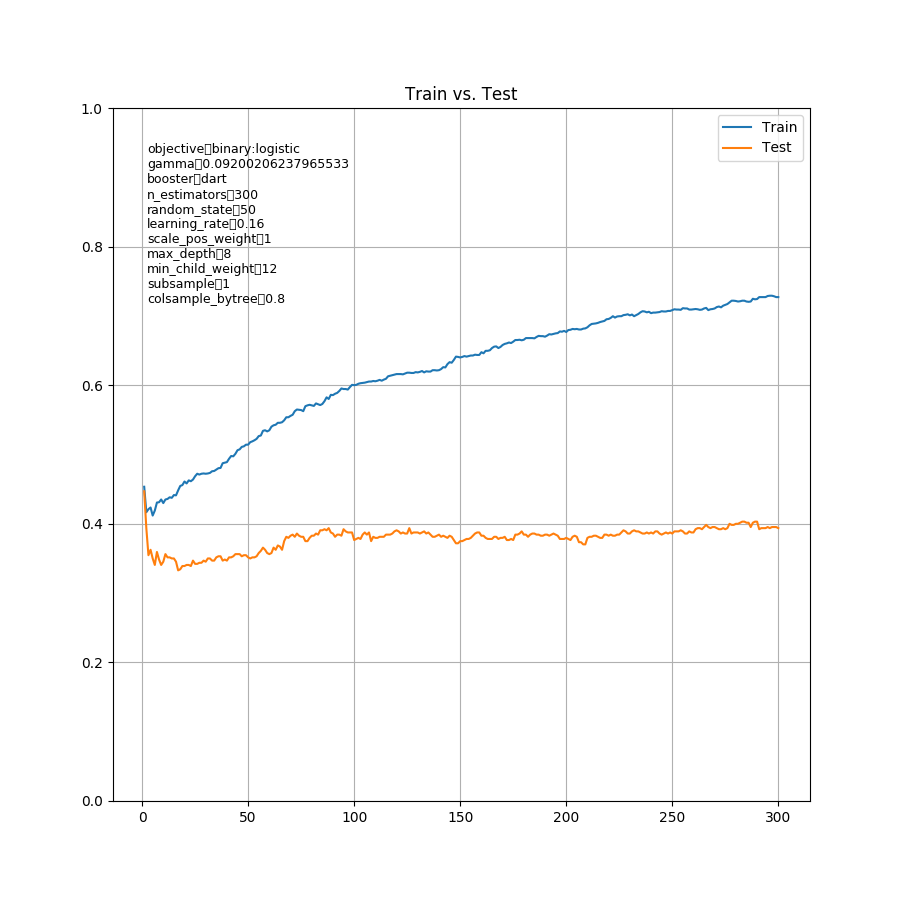 Train vs. Test
1.0
0.8
0.6
0.4
0.2
0.0
0 50 100 150 200 250 300
Train
Test
objective▯binary:logistic
gamma▯0.09200206237965533
booster▯dart
n_estimators▯300
random_state▯50
learning_rate▯0.16
scale_pos_weight▯1
max_depth▯8
min_child_weight▯12
subsample▯1
colsample_bytree▯0.8